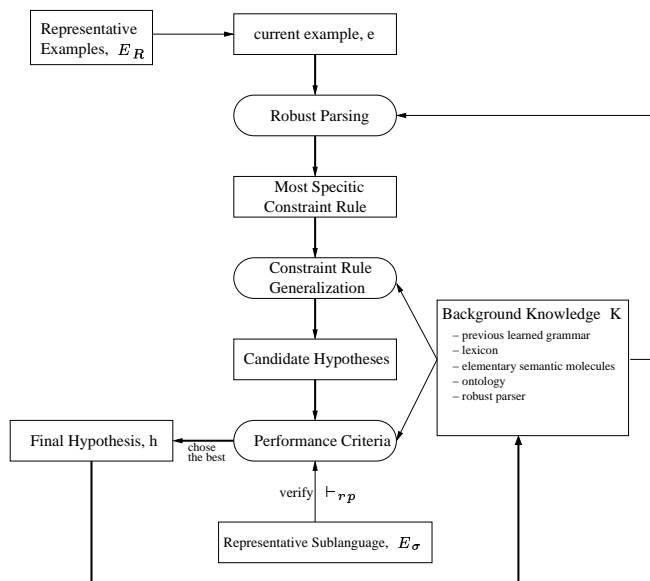 Representative
Examples, E R
current example, e
Robust Parsing
Most Specitic
Constraint Rule
Constraint Rule
Generalization
Background Knowledge K
– previous learned grammar
– lexicon
– elementary semantic molecules
– ontology
– robust parser
Candidate Hypotheses
Final Hypothesis, h
chose
the best
Performance Criteria
verify ⊢rp
Representative Sublanguage, E σ